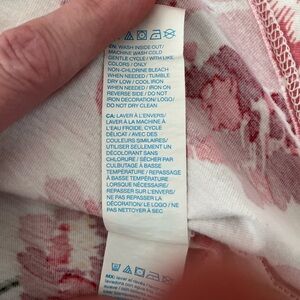 EN: WASH INSIDE OUT/
MACHINE WASH COLD
GENTLE CYCLE / WITH LIKE
COLORS / ONLY
NON-CHLORINE BLEACH
WHEN NEEDED / TUMBLE
DRY LOW / COOL IRON
WHEN NEEDED / IRON ON
REVERSE SIDE / DO NOT
IRON DECORATION / LOGO /
DO NOT DRY CLEAN
CA: LAVER À L'ENVERS /
LAVER À LA MACHINE À
L'EAU FROIDE, CYCLE
DÉLICAT / AVEC DES
COULEURS SIMILAIRES/
UTILISER SEULEMENT UN
DÉCOLORANT SANS
CHLORURE / SÉCHER PAR
CULBUTAGE À BASSE
TEMPÉRATURE / REPASSAGE
À BASSE TEMPÉRATURE
LORSQUE NÉCESSAIRE/
REPASSER SUR L'ENVERS/
NE PAS REPASSER LA
DÉCORATION / LE LOGO / NE
PAS NETTOYER À SEC
MX: lavar al